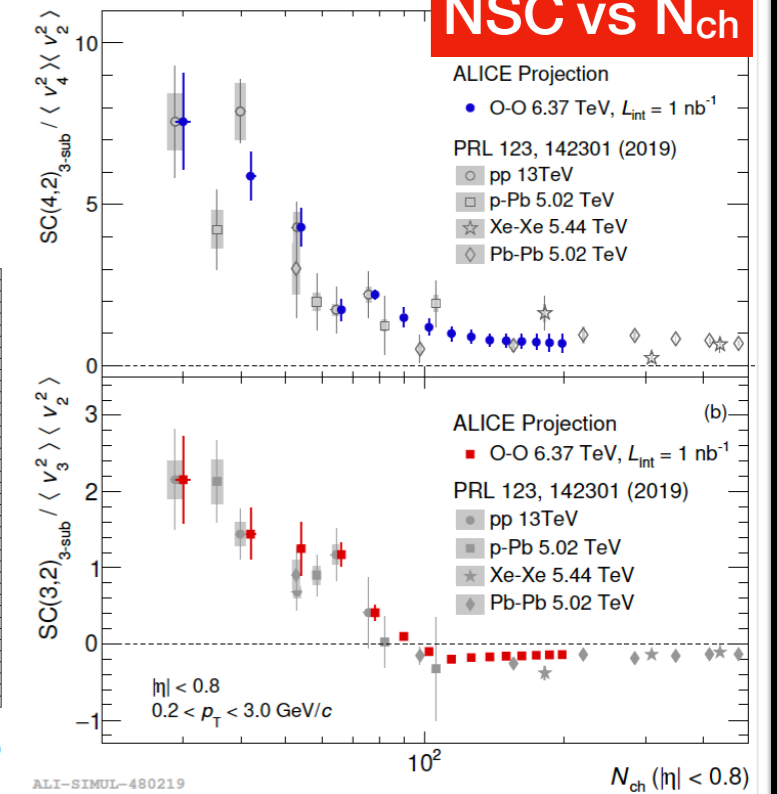 NSC vs Nch
SC(4,2)3-sub / ⟨ v₄² ⟩⟨ v₂² ⟩
10
5
0
ALICE Projection
O-O 6.37 TeV, Lint = 1 nb⁻¹
PRL 123, 142301 (2019)
pp 13TeV
p-Pb 5.02 TeV
Xe-Xe 5.44 TeV
Pb-Pb 5.02 TeV
SC(3,2)3-sub / ⟨ v₃² ⟩ ⟨ v₂² ⟩
3
2
1
0
−1
(b)
ALICE Projection
O-O 6.37 TeV, Lint = 1 nb⁻¹
PRL 123, 142301 (2019)
pp 13TeV
p-Pb 5.02 TeV
Xe-Xe 5.44 TeV
Pb-Pb 5.02 TeV
|η| < 0.8
0.2 < pT < 3.0 GeV/c
10²
Nch (|η| < 0.8)
ALI-SIMUL-480219